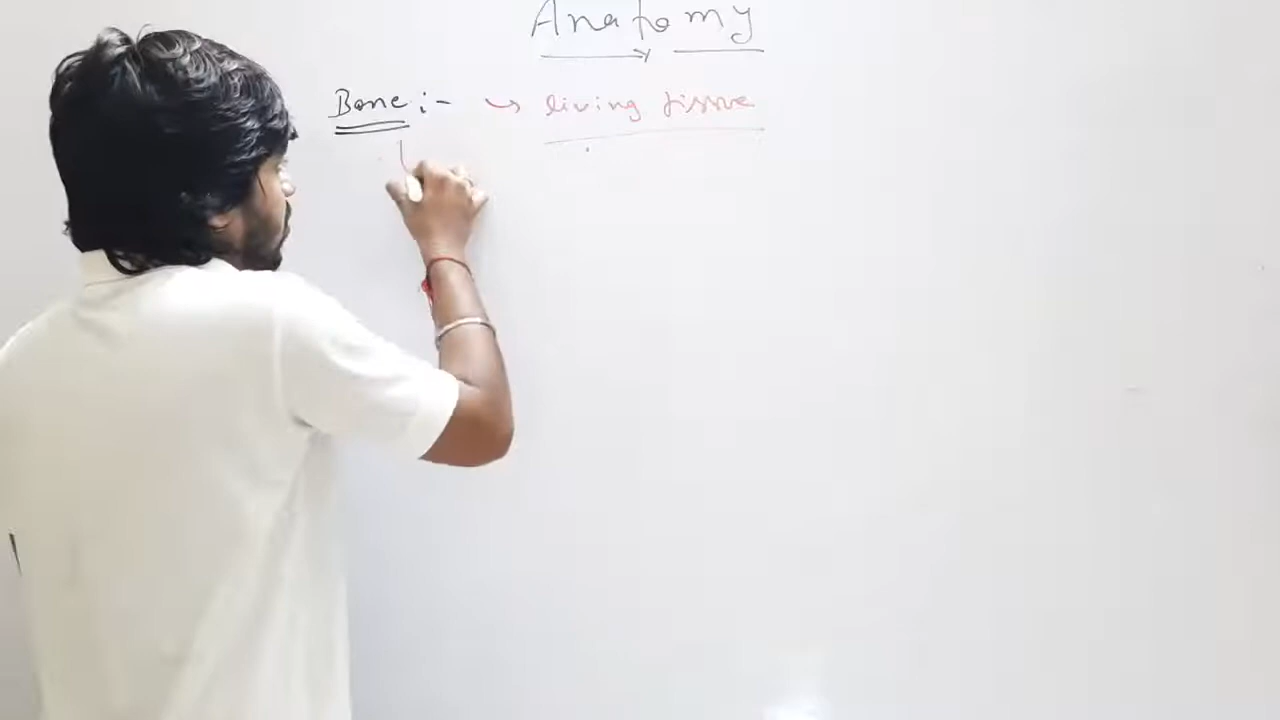 Anatomy
Bone :- → living tissue